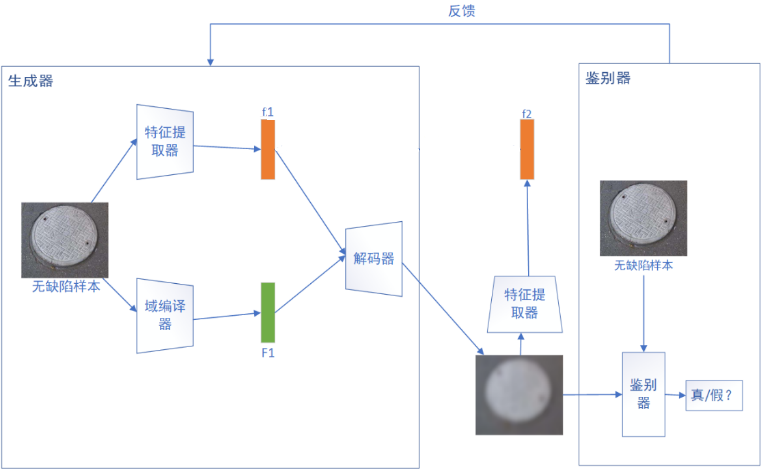 反馈
生成器
鉴别器
特征提
取器
f1
f2
无缺陷样本
域编译
器
F1
解码器
特征提
取器
无缺陷样本
鉴别
器
真/假?